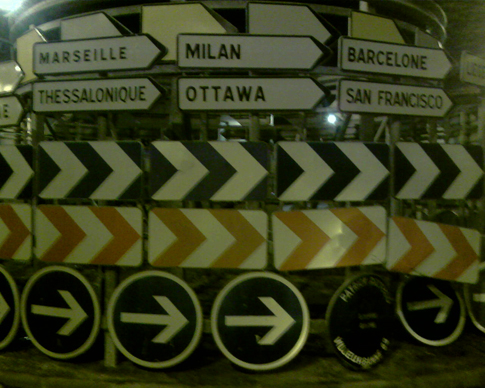 MARSEILLE
MILAN
BARCELONE
THESSALONIQUE
OTTAWA
SAN FRANCISCO